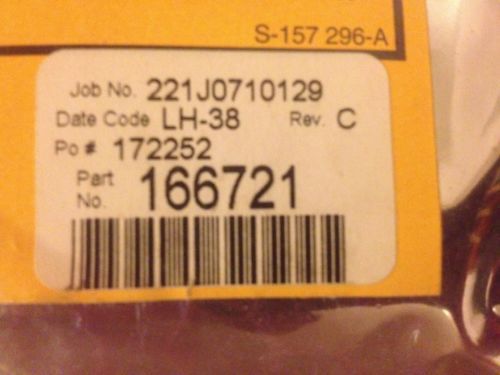 S-157 296-A
Job No. 221J0710129
Date Code LH-38 Rev. C
Po # 172252
Part No. 166721